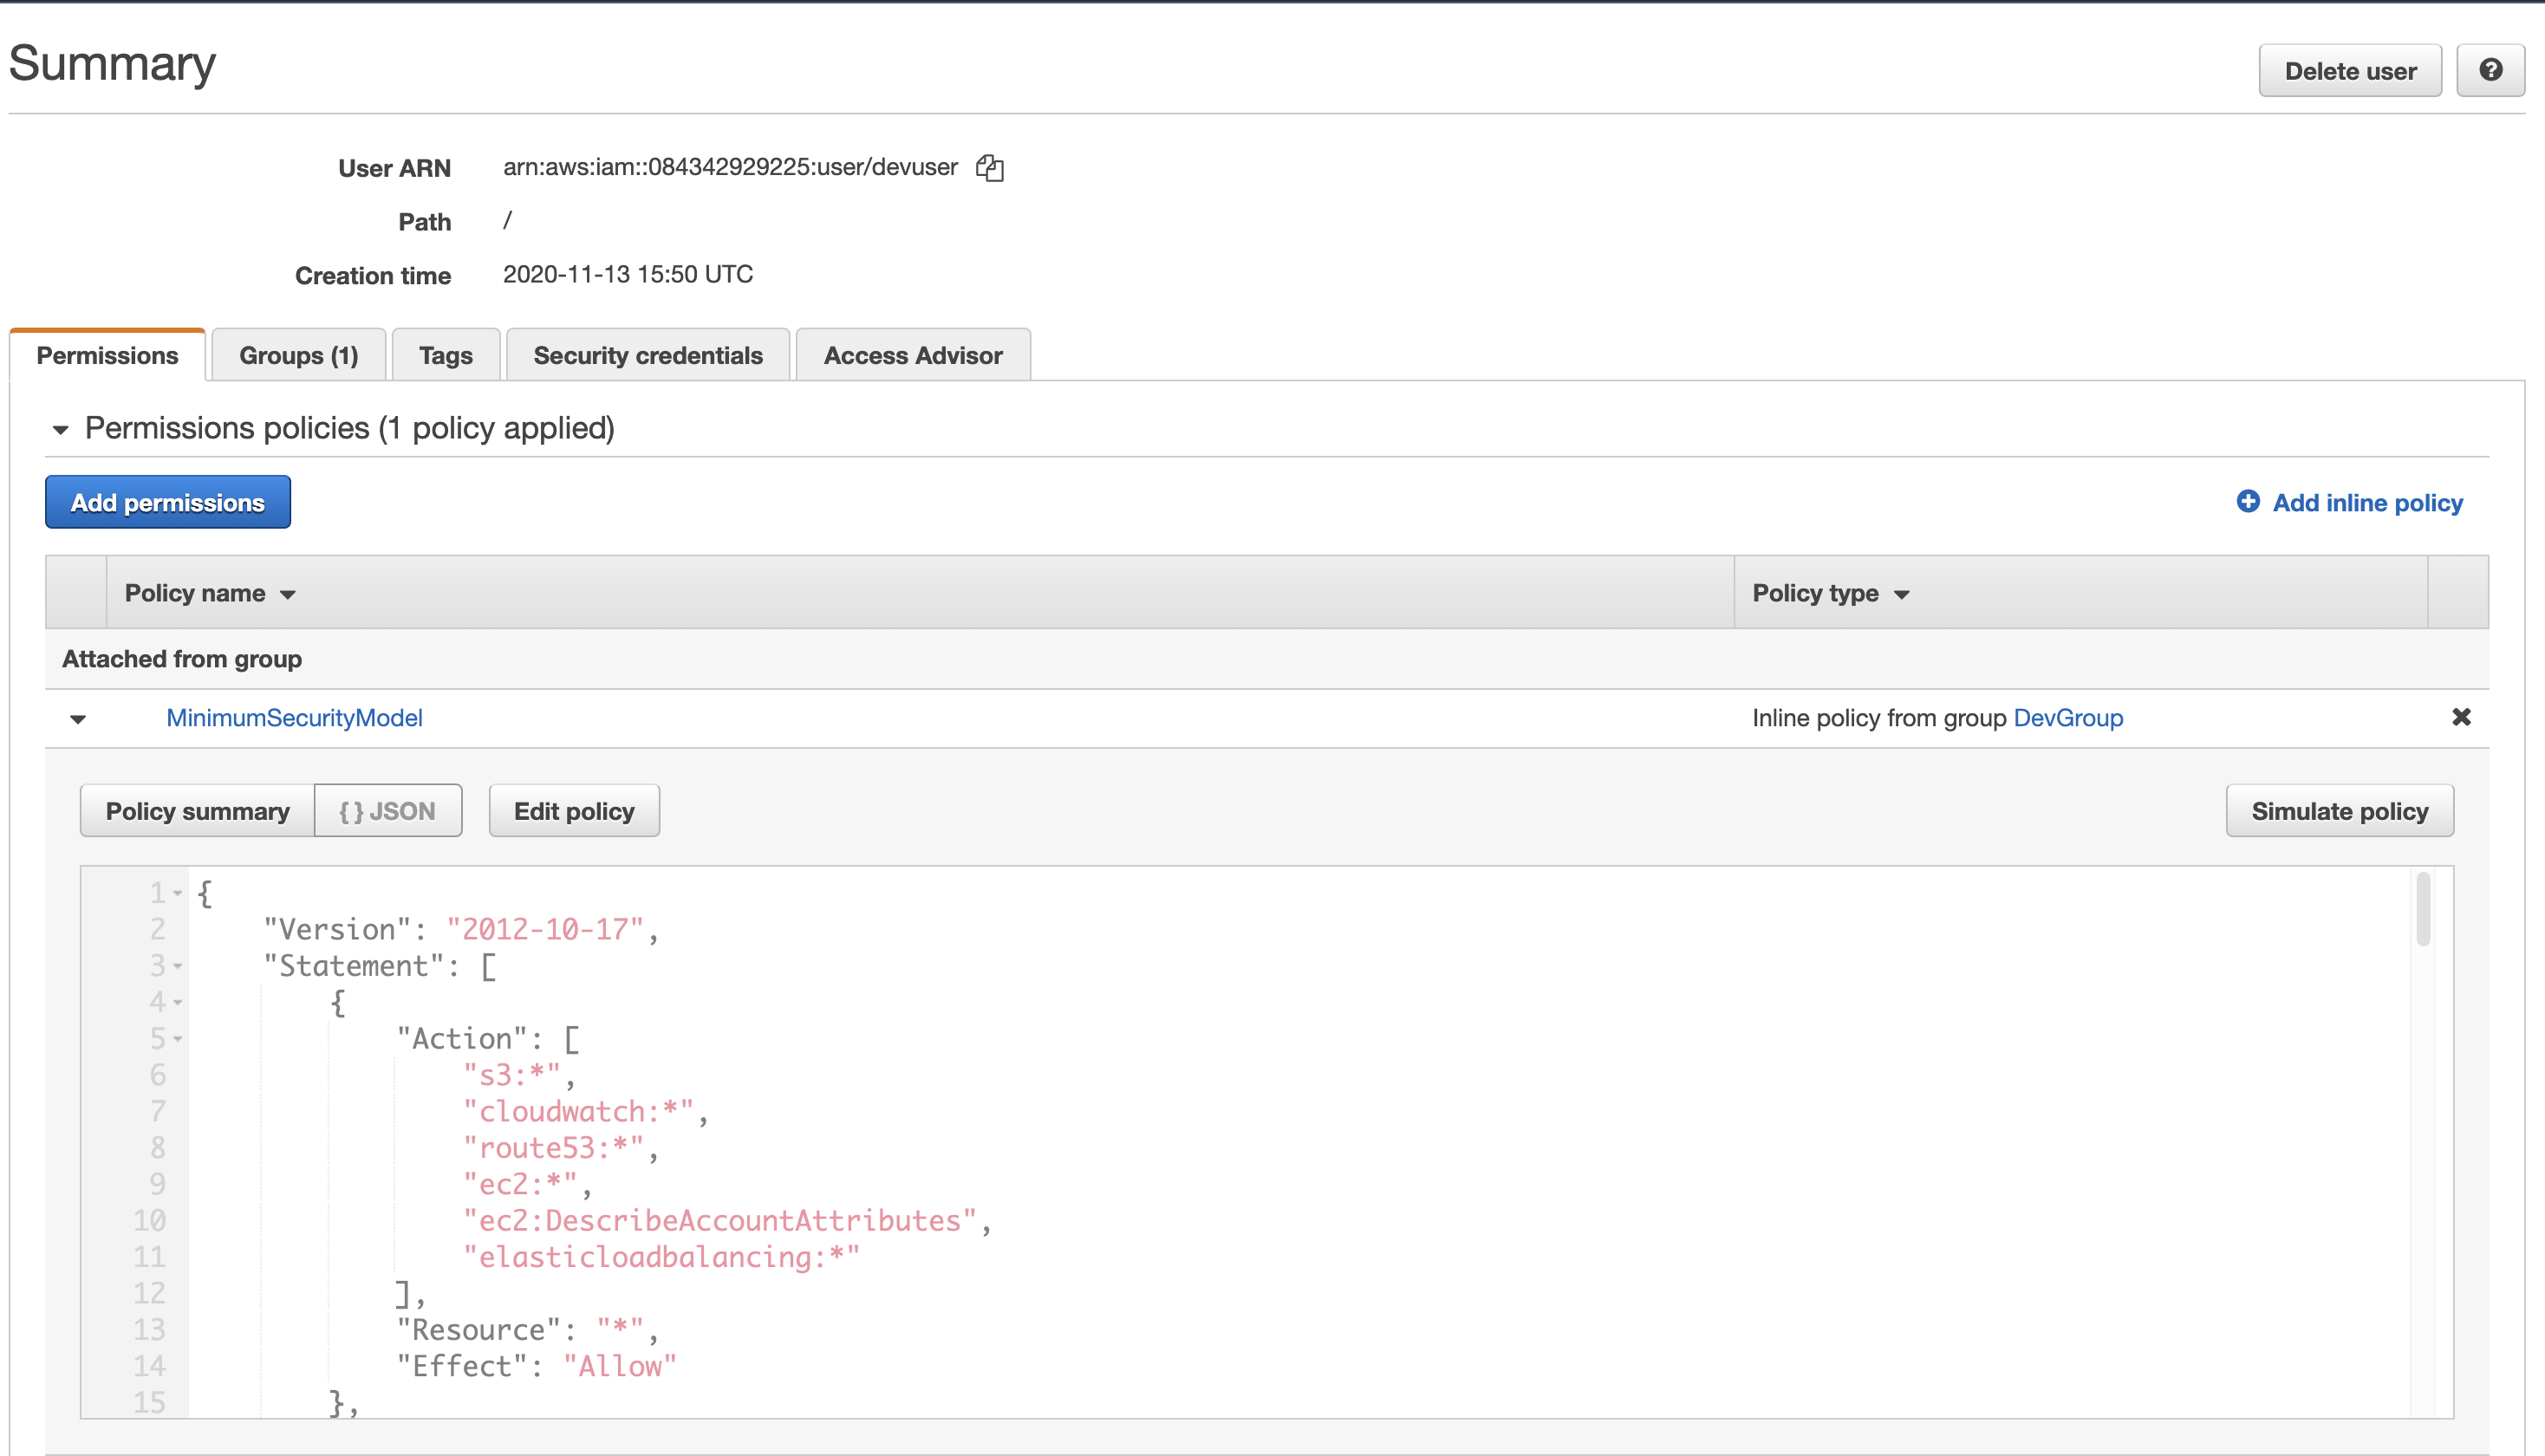 Summary
Delete user
User ARN arn:aws:iam::084342929225:user/devuser
Path /
Creation time 2020-11-13 15:50 UTC
Permissions Groups (1) Tags Security credentials Access Advisor
Permissions policies (1 policy applied)
Add permissions Add inline policy
Policy name Policy type
Attached from group
MinimumSecurityModel Inline policy from group DevGroup
Policy summary {} JSON Edit policy Simulate policy
1 {
2 "Version": "2012-10-17",
3 "Statement": [
4 {
5 "Action": [
6 "s3:*",
7 "cloudwatch:*",
8 "route53:*",
9 "ec2:*",
10 "ec2:DescribeAccountAttributes",
11 "elasticloadbalancing:*"
12 ],
13 "Resource": "*",
14 "Effect": "Allow"
15 },